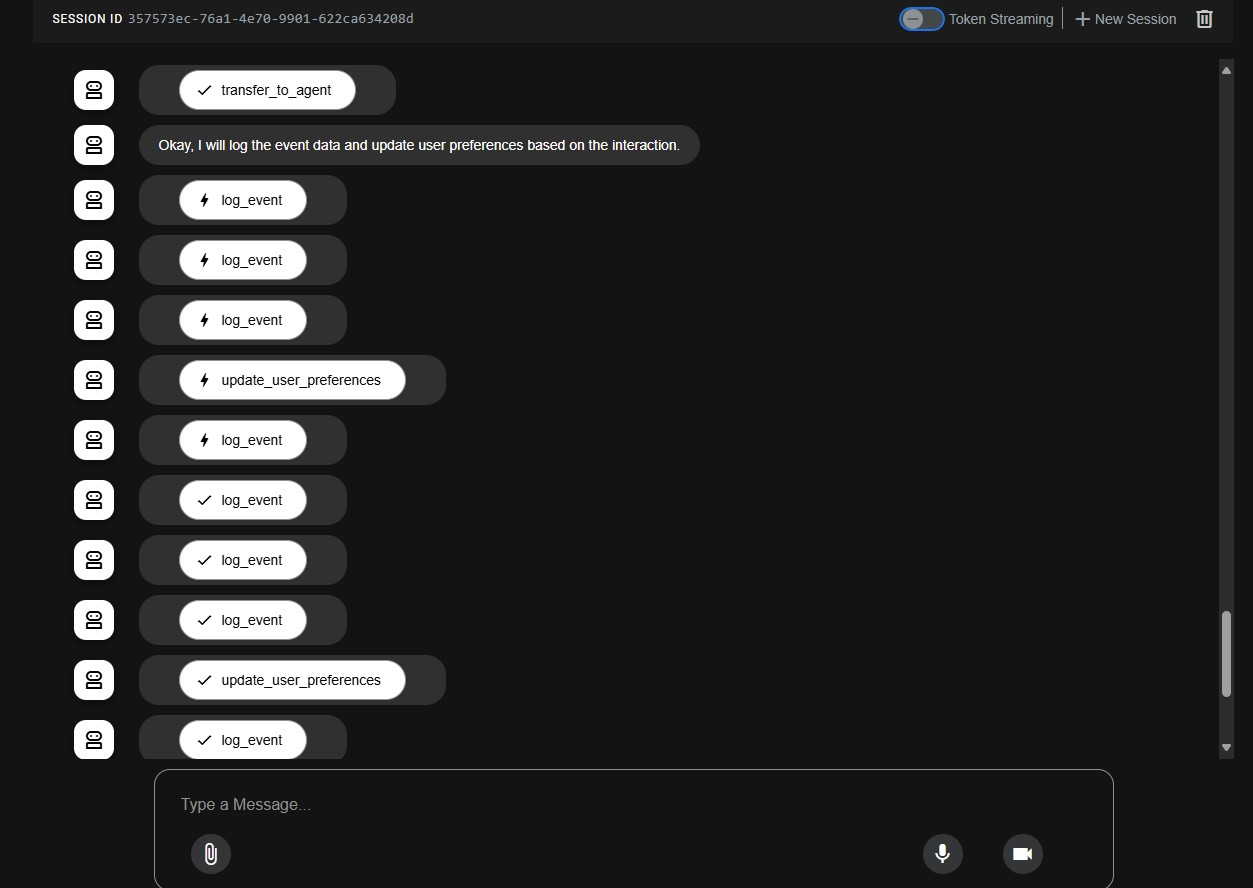 SESSION ID 357573ec-76a1-4e70-9901-622ca634208d Token Streaming New Session
transfer_to_agent
Okay, I will log the event data and update user preferences based on the interaction.
log_event
log_event
log_event
update_user_preferences
log_event
log_event
log_event
log_event
update_user_preferences
log_event
Type a Message...